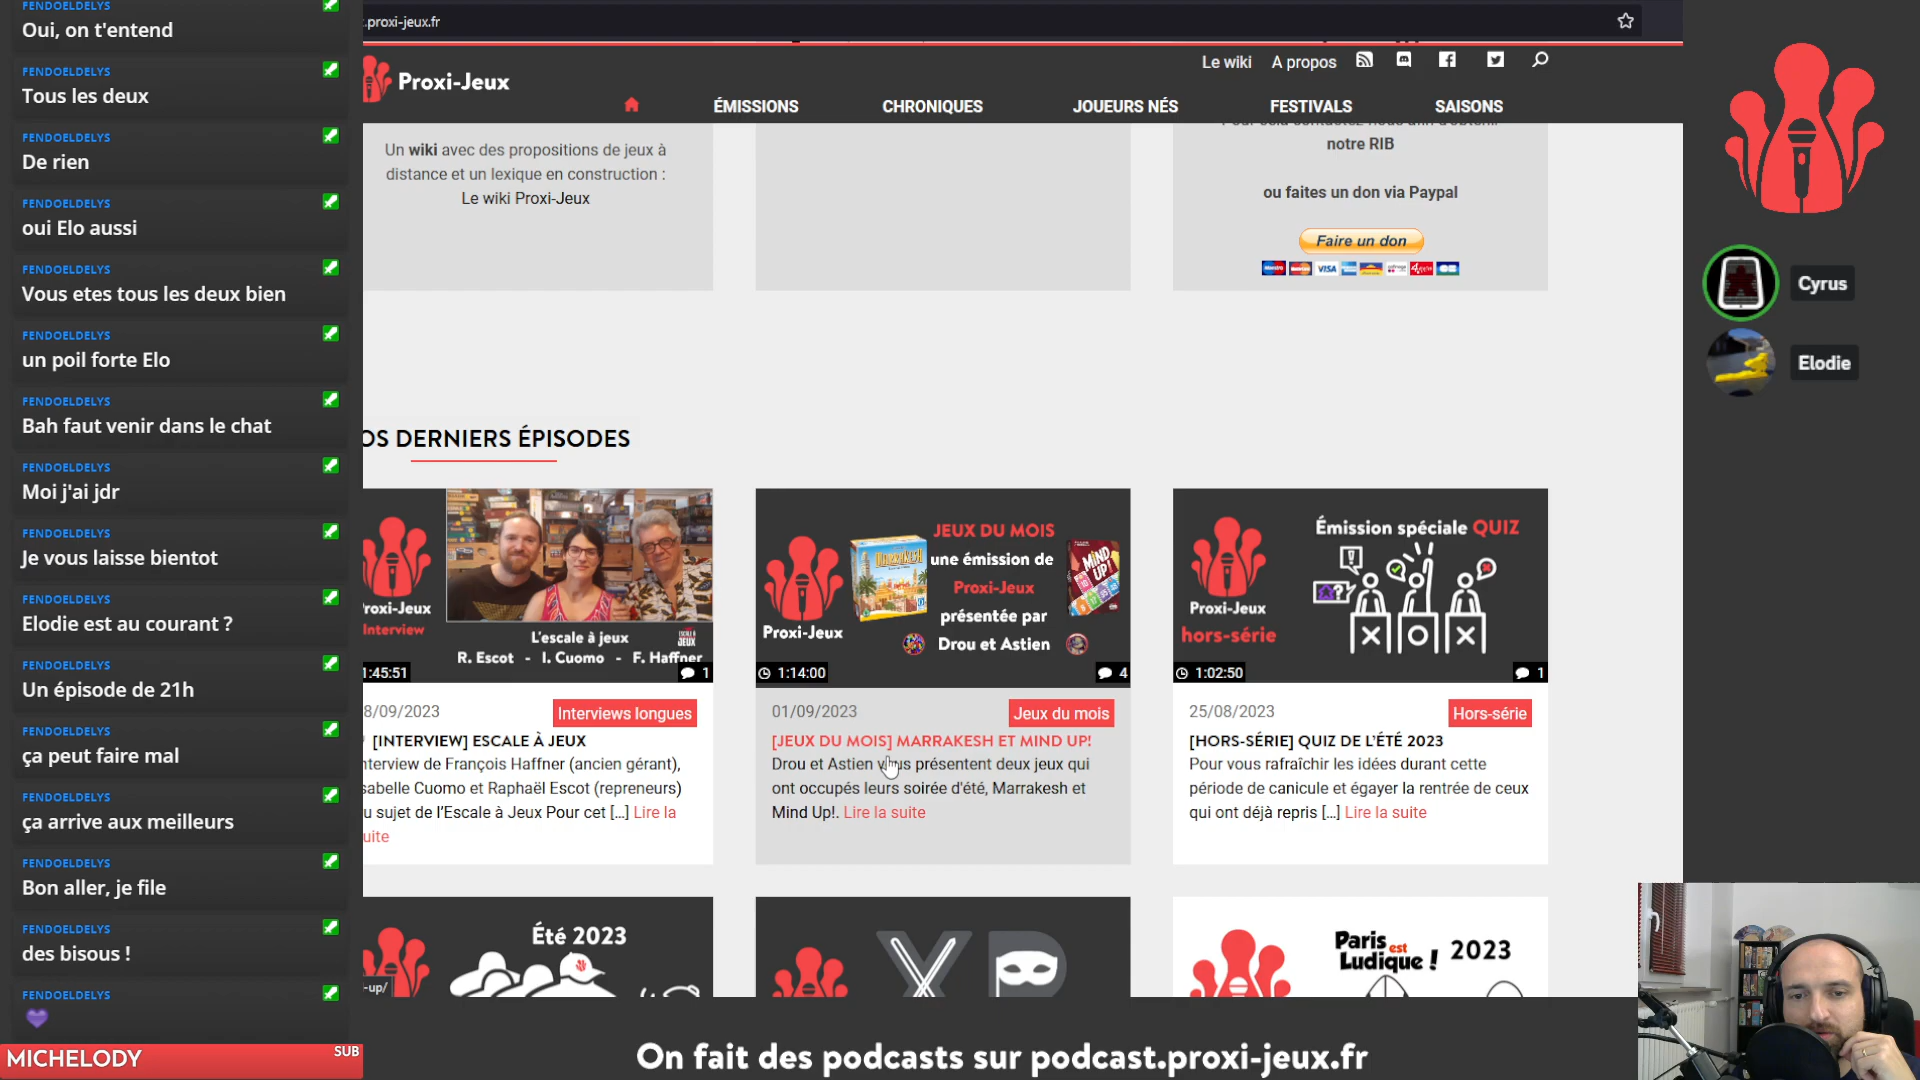 FENDOELDELYS
Oui, on t'entend
FENDOELDELYS
Tous les deux
FENDOELDELYS
De rien
FENDOELDELYS
oui Elo aussi
FENDOELDELYS
Vous etes tous les deux bien
FENDOELDELYS
un poil forte Elo
FENDOELDELYS
Bah faut venir dans le chat
FENDOELDELYS
Moi j'ai jdr
FENDOELDELYS
Je vous laisse bientot
FENDOELDELYS
Elodie est au courant ?
FENDOELDELYS
Un épisode de 21h
FENDOELDELYS
ça peut faire mal
FENDOELDELYS
ça arrive aux meilleurs
FENDOELDELYS
Bon aller, je file
FENDOELDELYS
des bisous !
FENDOELDELYS
MICHELODY
SUB
.proxi-jeux.fr
Proxi-Jeux
Le wiki
A propos
ÉMISSIONS
CHRONIQUES
JOUEURS NÉS
FESTIVALS
SAISONS
Un wiki avec des propositions de jeux à
distance et un lexique en construction :
Le wiki Proxi-Jeux
notre RIB
ou faites un don via Paypal
Faire un don
VISA
OS DERNIERS ÉPISODES
roxi-Jeux
Interview
L'escale à jeux
R. Escot - I. Cuomo - F. Haffner
1:45:51
1
8/09/2023
Interviews longues
[INTERVIEW] ESCALE À JEUX
nterview de François Haffner (ancien gérant),
sabelle Cuomo et Raphaël Escot (repreneurs)
u sujet de l'Escale à Jeux Pour cet [...] Lire la
uite
JEUX DU MOIS
une émission de
Proxi-Jeux
présentée par
Drou et Astien
Proxi-Jeux
MARRAKESH
MIND UP!
1:14:00
4
01/09/2023
Jeux du mois
[JEUX DU MOIS] MARRAKESH ET MIND UP!
Drou et Astien vous présentent deux jeux qui
ont occupés leurs soirée d'été, Marrakesh et
Mind Up!. Lire la suite
Émission spéciale QUIZ
Proxi-Jeux
hors-série
1:02:50
1
25/08/2023
Hors-série
[HORS-SÉRIE] QUIZ DE L'ÉTÉ 2023
Pour vous rafraîchir les idées durant cette
période de canicule et égayer la rentrée de ceux
qui ont déjà repris [...] Lire la suite
Été 2023
-up/
Paris est Ludique ! 2023
Cyrus
Elodie
On fait des podcasts sur podcast.proxi-jeux.fr